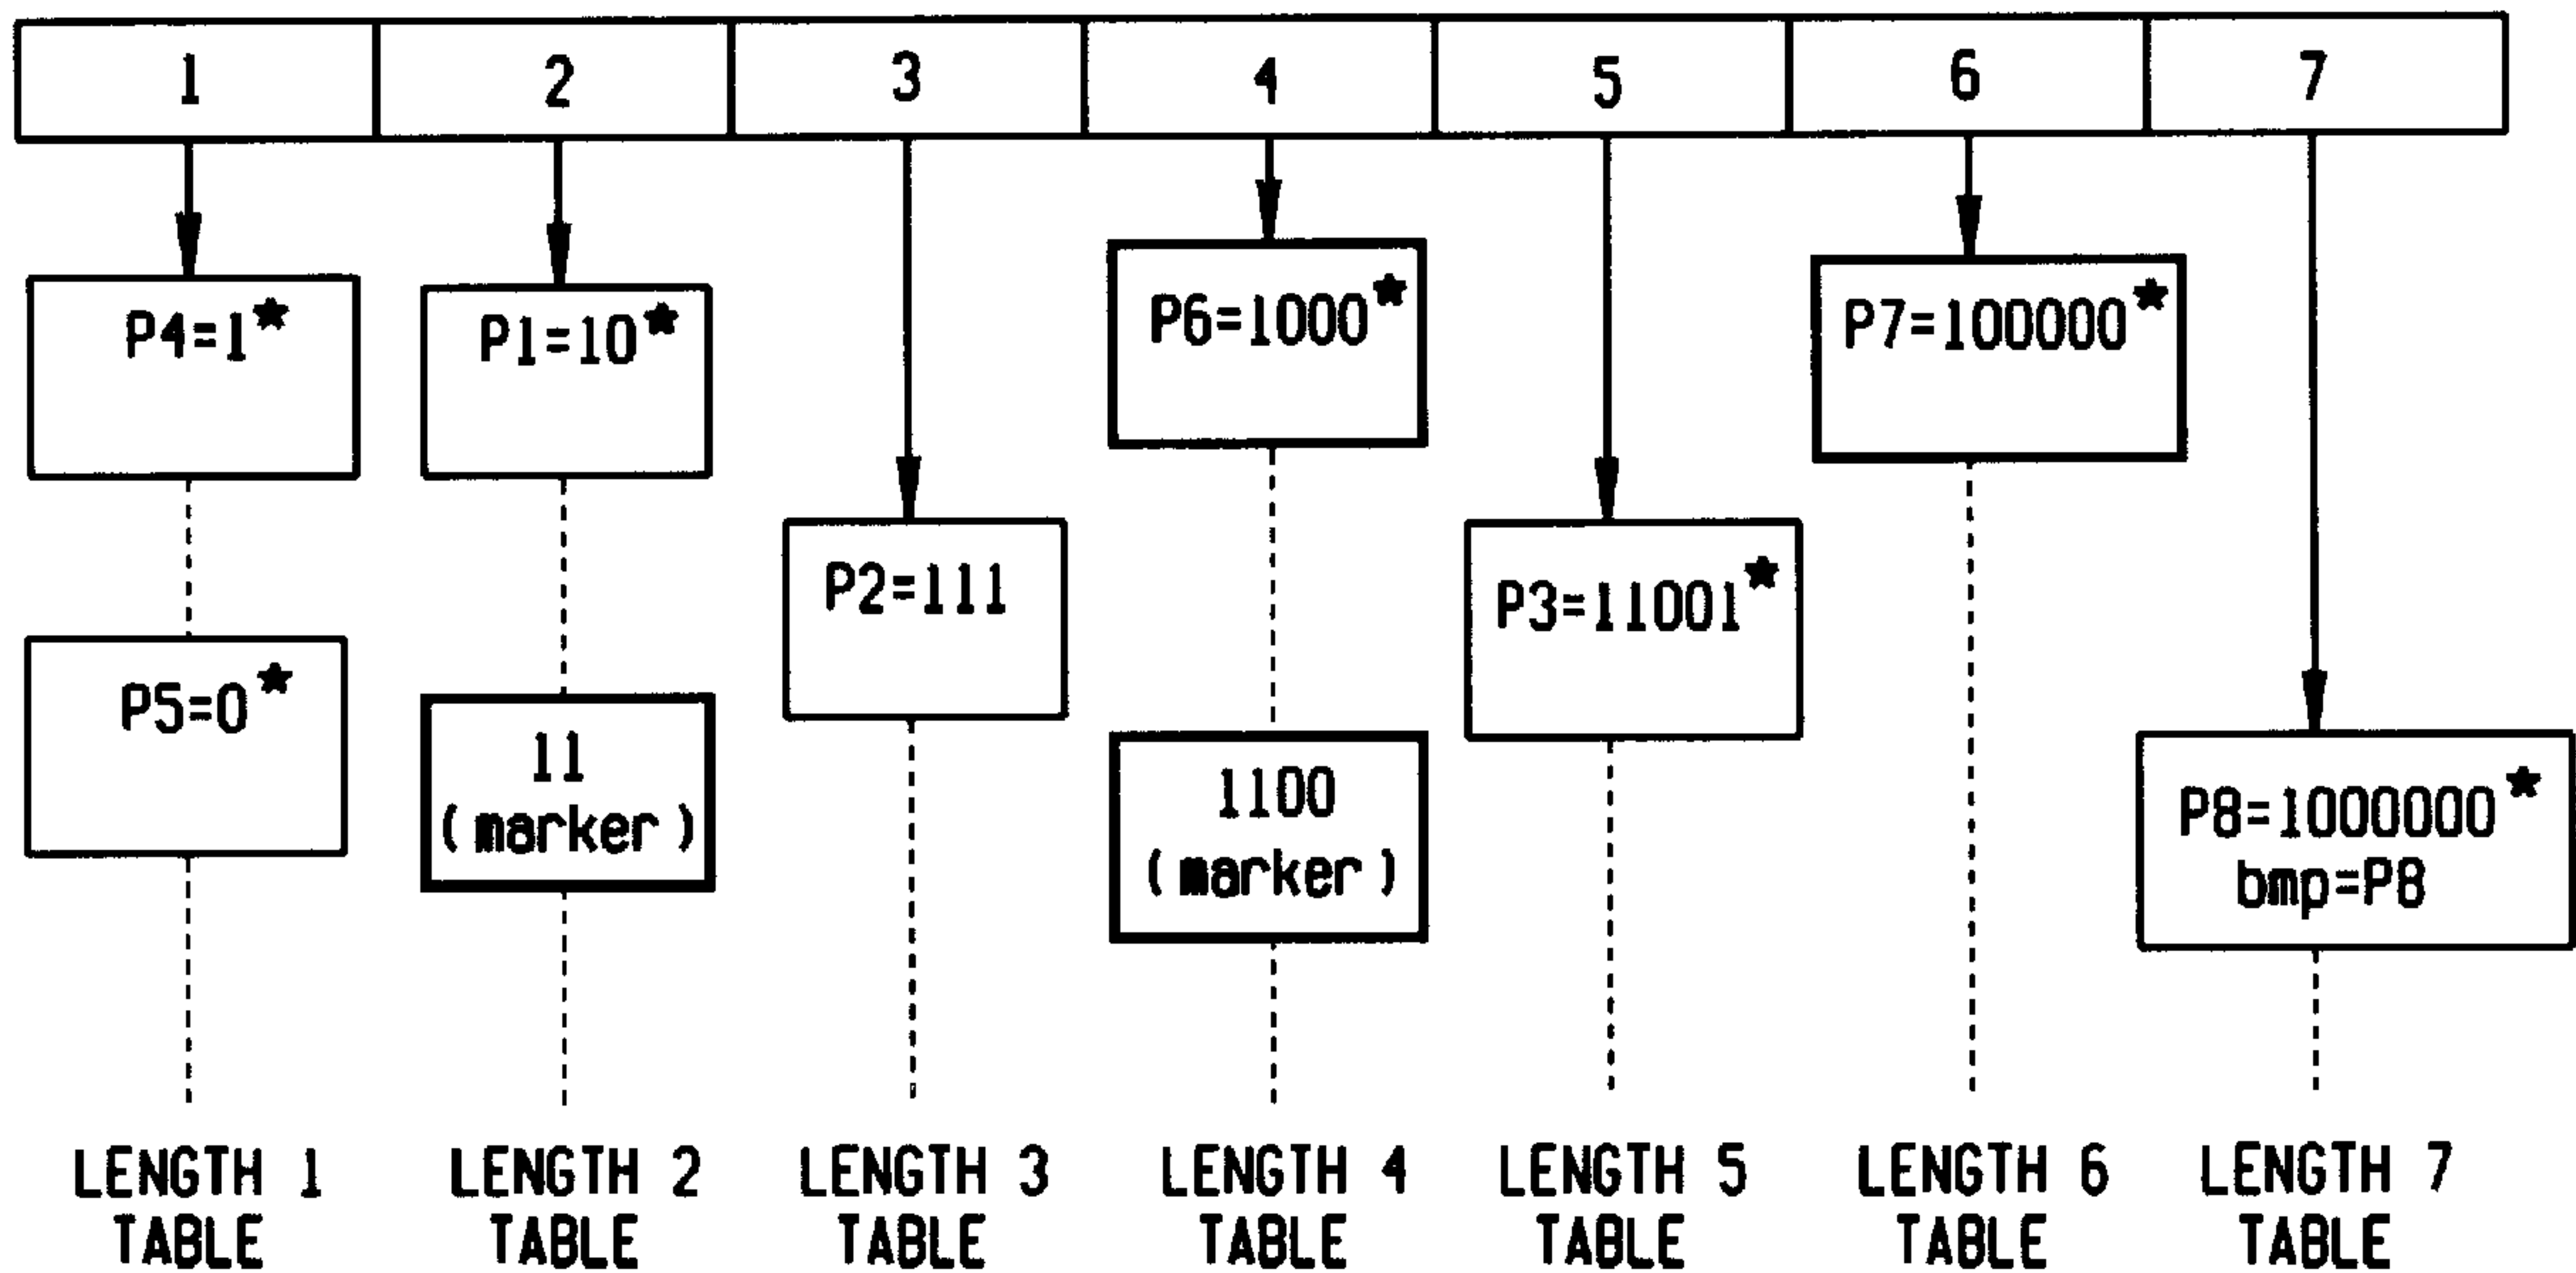 1 2 3 4 5 6 7
P4=1★
P1=10★
P6=1000★
P7=100000★
P2=111
P3=11001★
P5=0★
11
(marker)
1100
(marker)
P8=1000000★
bmp=P8
LENGTH 1
TABLE
LENGTH 2
TABLE
LENGTH 3
TABLE
LENGTH 4
TABLE
LENGTH 5
TABLE
LENGTH 6
TABLE
LENGTH 7
TABLE